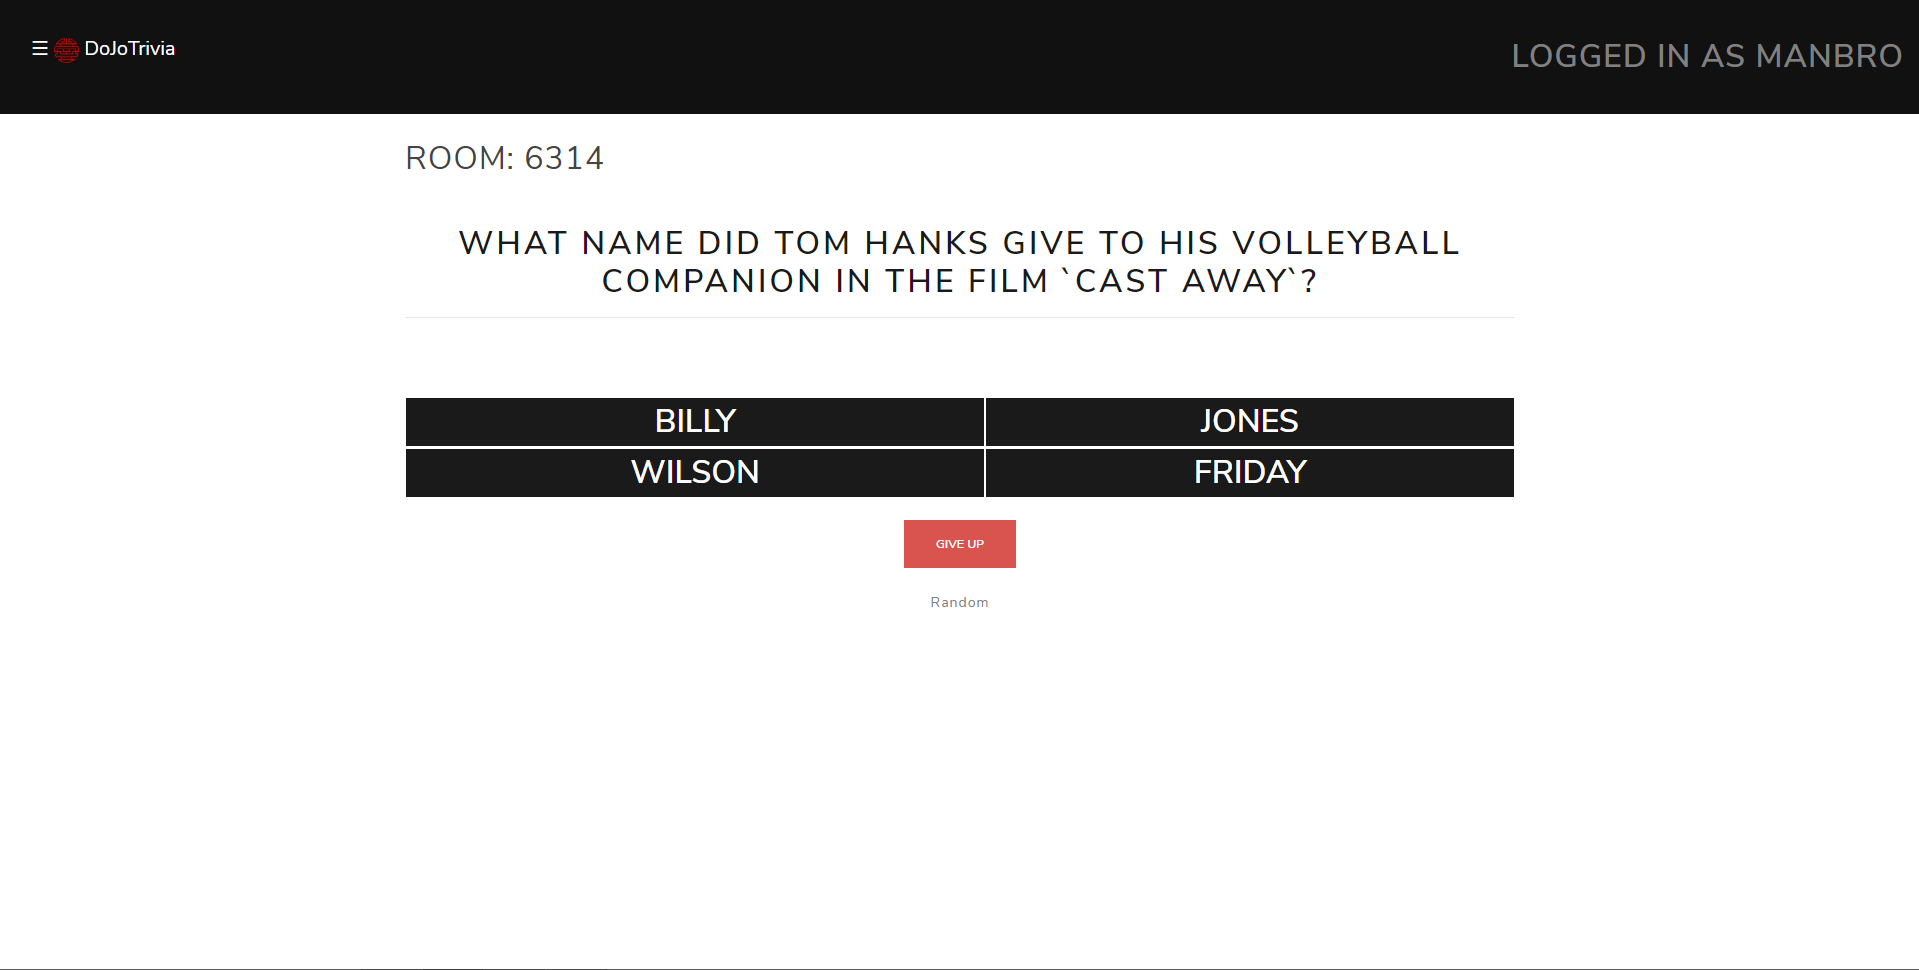 ☰ DoJoTrivia
LOGGED IN AS MANBRO
ROOM: 6314
WHAT NAME DID TOM HANKS GIVE TO HIS VOLLEYBALL
COMPANION IN THE FILM `CAST AWAY`?
BILLY
JONES
WILSON
FRIDAY
GIVE UP
Random